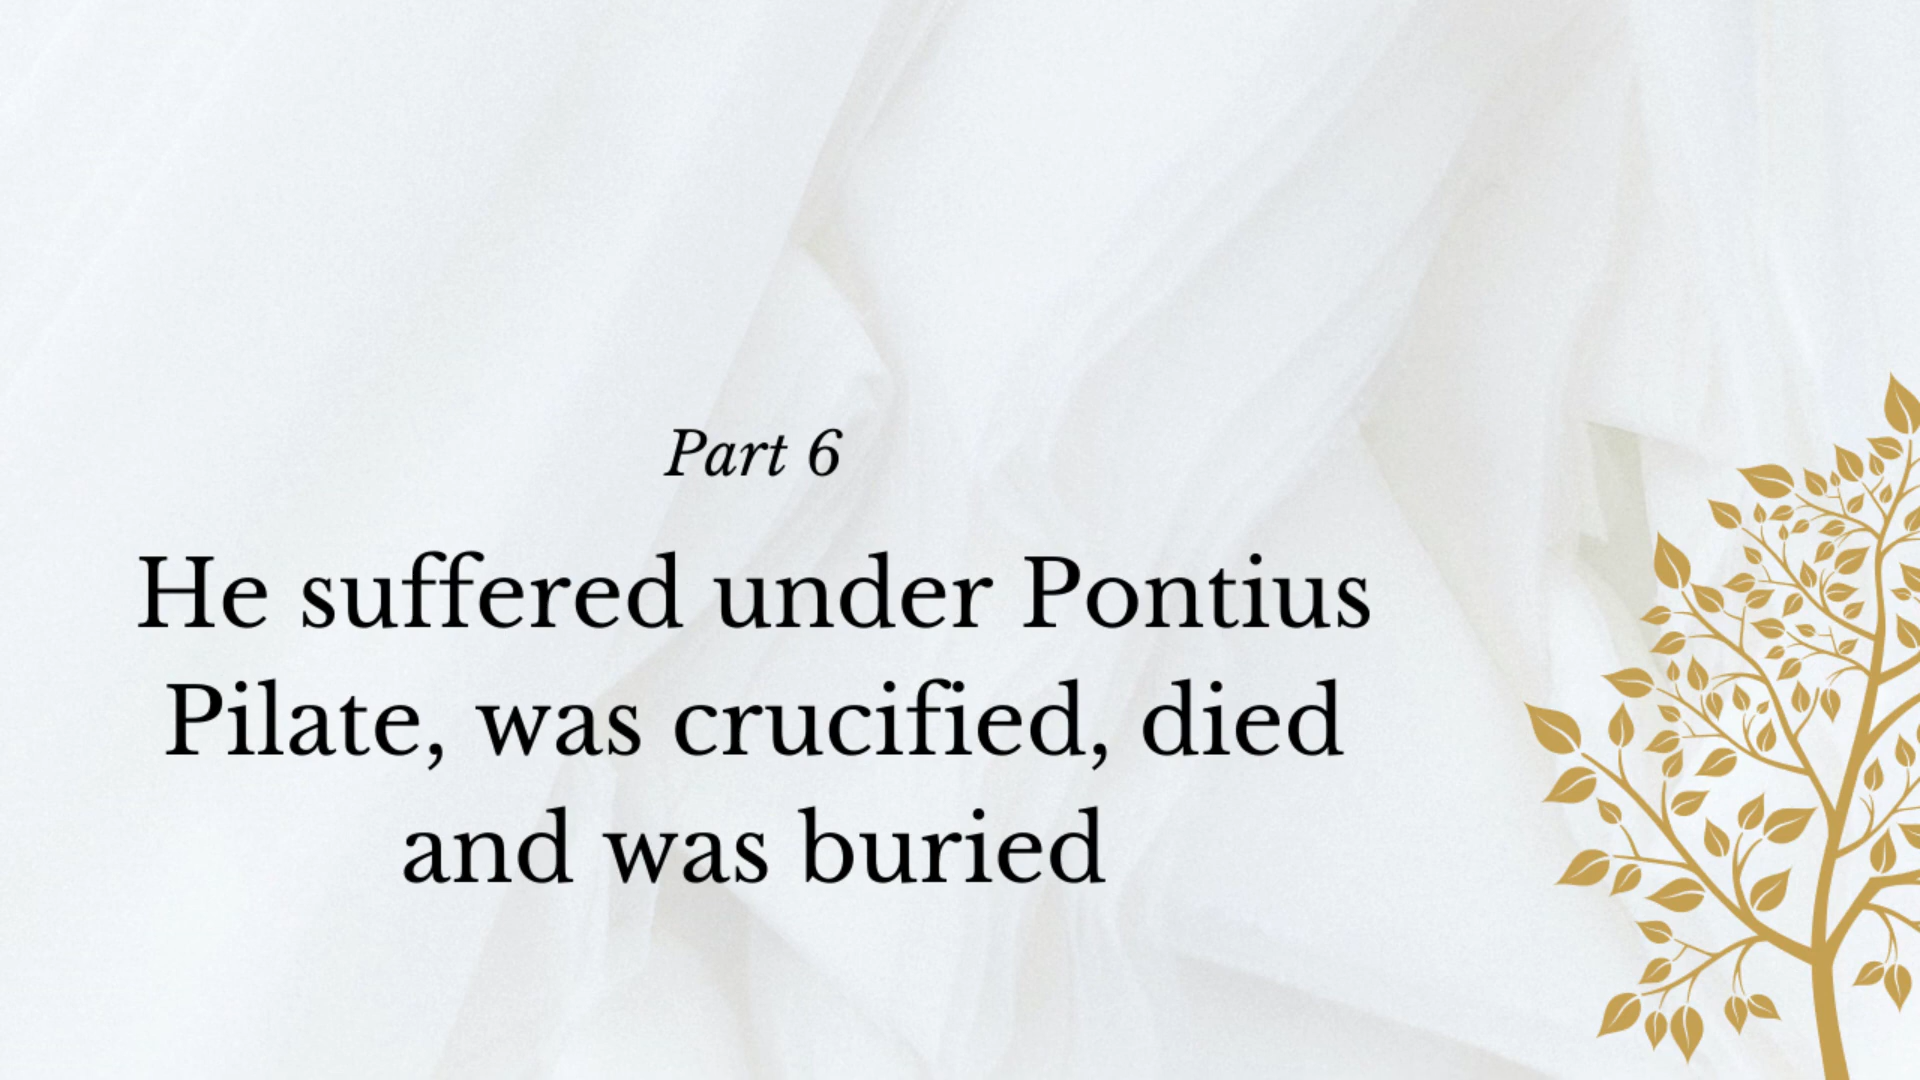 Part 6
He suffered under Pontius
Pilate, was crucified, died
and was buried